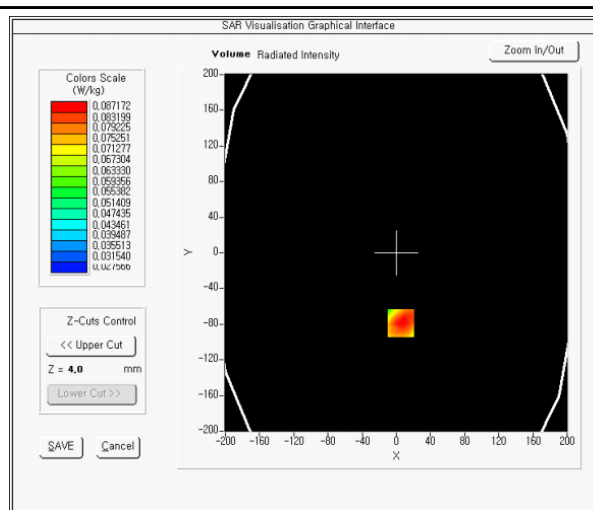 SAR Visualisation Graphical Interface
Volume Radiated Intensity
Zoom In/Out
Colors Scale
(W/kg)
0,087172
0,083199
0,079225
0,075251
0,071277
0,067304
0,063330
0,059356
0,055382
0,051409
0,047435
0,043461
0,039487
0,035513
0,031540
0,027566
Z-Cuts Control
<< Upper Cut
Z = 4.0 mm
Lower Cut >>
SAVE Cancel
Y
200
160
120
80
40
0
-40
-80
-120
-160
-200
-200 -160 -120 -80 -40 0 40 80 120 160 200
X